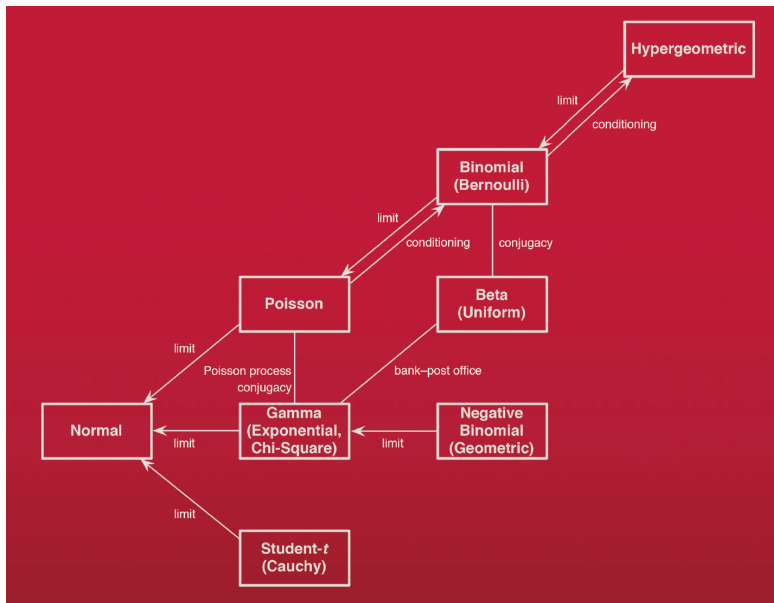 Hypergeometric
limit
conditioning
Binomial
(Bernoulli)
limit
conditioning
conjugacy
Poisson
Beta
(Uniform)
limit
Poisson process
conjugacy
bank–post office
Normal
limit
Gamma
(Exponential,
Chi-Square)
limit
Negative
Binomial
(Geometric)
limit
Student-t
(Cauchy)